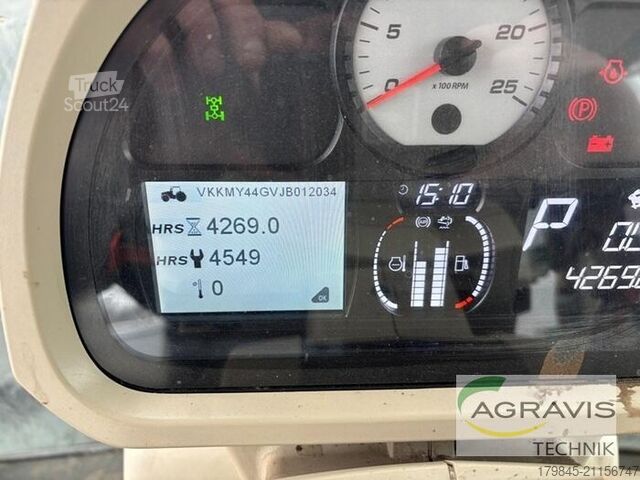 Truck
Scout24
5
0
20
25
x 100 RPM
VKKMY44GVJB012034
HRS 4269.0
HRS 4549
0
OK
15:10
P
AGRAVIS
TECHNIK
179845-21156747